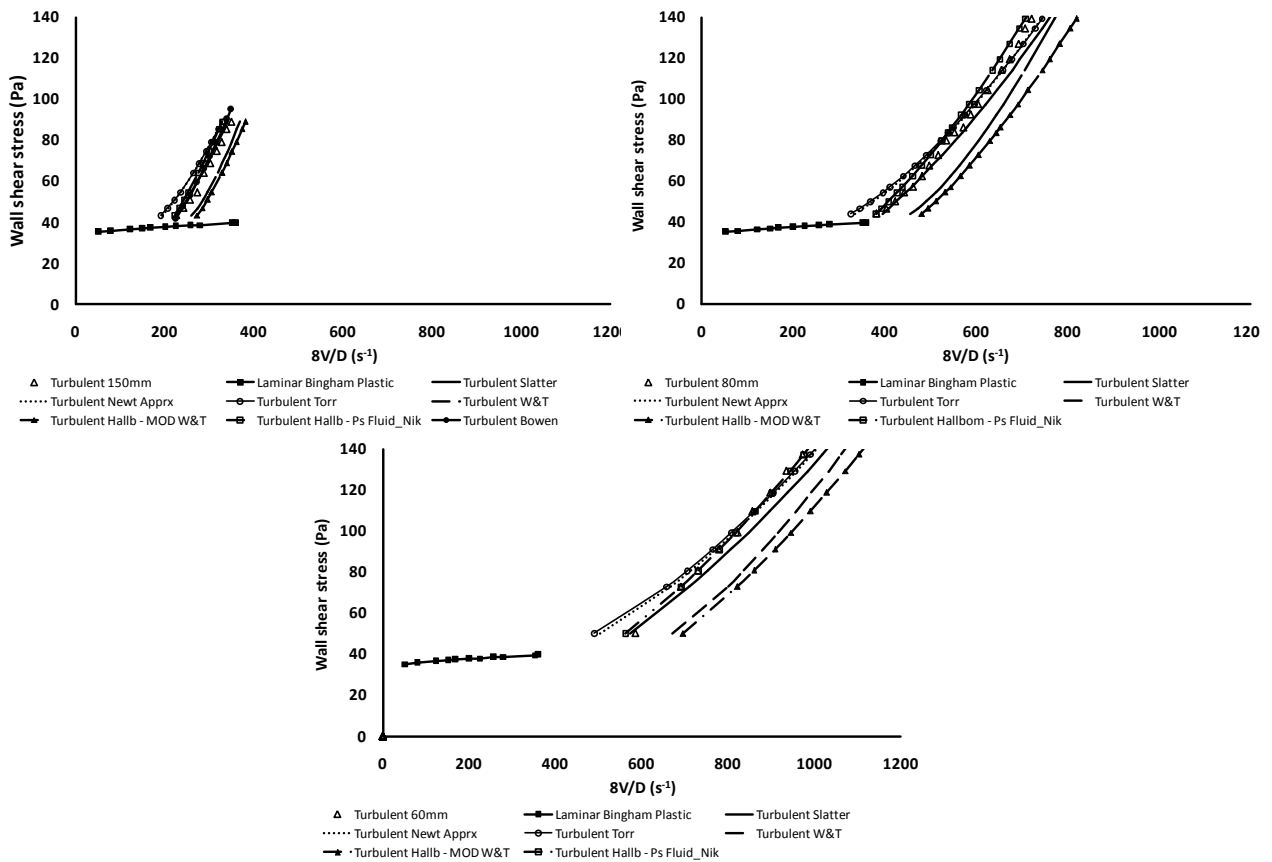 140
120
100
80
60
40
20
0
Wall shear stress (Pa)
0 200 400 600 800 1000 120
8V/D (s-1)
Turbulent 150mm Laminar Bingham Plastic Turbulent Slatter
Turbulent Newt Apprx Turbulent Torr Turbulent W&T
Turbulent Hallb - MOD W&T Turbulent Hallb - Ps Fluid_Nik Turbulent Bowen
140
120
100
80
60
40
20
0
Wall shear stress (Pa)
0 200 400 600 800 1000 120
8V/D (s-1)
Turbulent 80mm Laminar Bingham Plastic Turbulent Slatter
Turbulent Newt Apprx Turbulent Torr Turbulent W&T
Turbulent Hallb - MOD W&T Turbulent Hallbom - Ps Fluid_Nik
140
120
100
80
60
40
20
0
Wall shear stress (Pa)
0 200 400 600 800 1000 1200
8V/D (s-1)
Turbulent 60mm Laminar Bingham Plastic Turbulent Slatter
Turbulent Newt Apprx Turbulent Torr Turbulent W&T
Turbulent Hallb - MOD W&T Turbulent Hallb - Ps Fluid_Nik